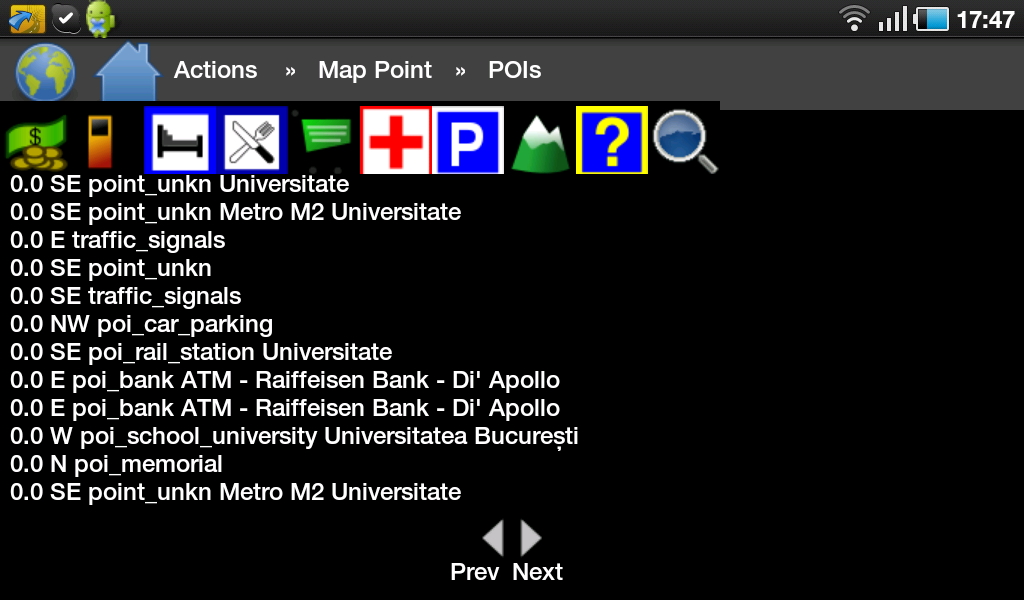 17:47
Actions » Map Point » POIs
$ P ?
0.0 SE point_unkn Universitate
0.0 SE point_unkn Metro M2 Universitate
0.0 E traffic_signals
0.0 SE point_unkn
0.0 SE traffic_signals
0.0 NW poi_car_parking
0.0 SE poi_rail_station Universitate
0.0 E poi_bank ATM - Raiffeisen Bank - Di' Apollo
0.0 E poi_bank ATM - Raiffeisen Bank - Di' Apollo
0.0 W poi_school_university Universitatea București
0.0 N poi_memorial
0.0 SE point_unkn Metro M2 Universitate
Prev Next